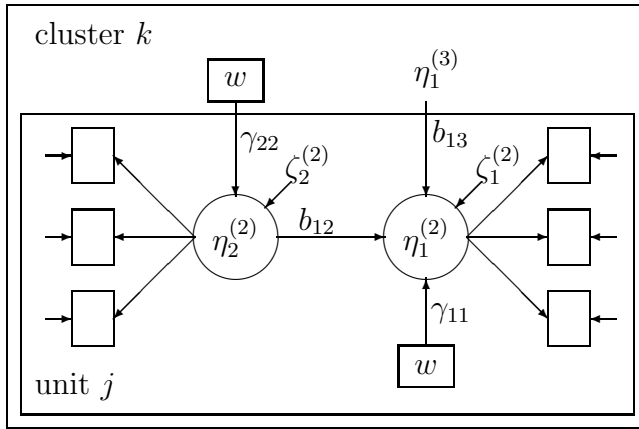 cluster k
w
η₁⁽³⁾
γ₂₂
b₁₃
ζ₂⁽²⁾
ζ₁⁽²⁾
η₂⁽²⁾
b₁₂
η₁⁽²⁾
γ₁₁
w
unit j